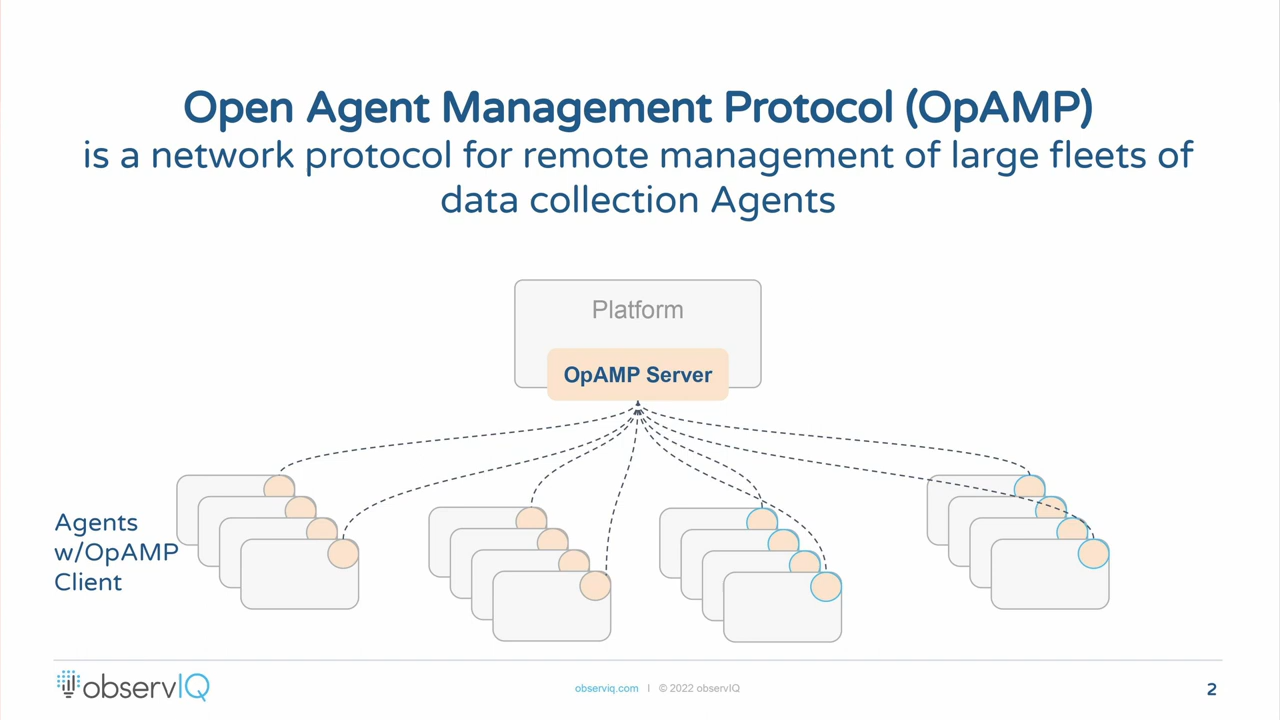 Open Agent Management Protocol (OpAMP)
is a network protocol for remote management of large fleets of
data collection Agents
Platform
OpAMP Server
Agents
w/OpAMP
Client
observIQ
observiq.com | © 2022 observIQ
2